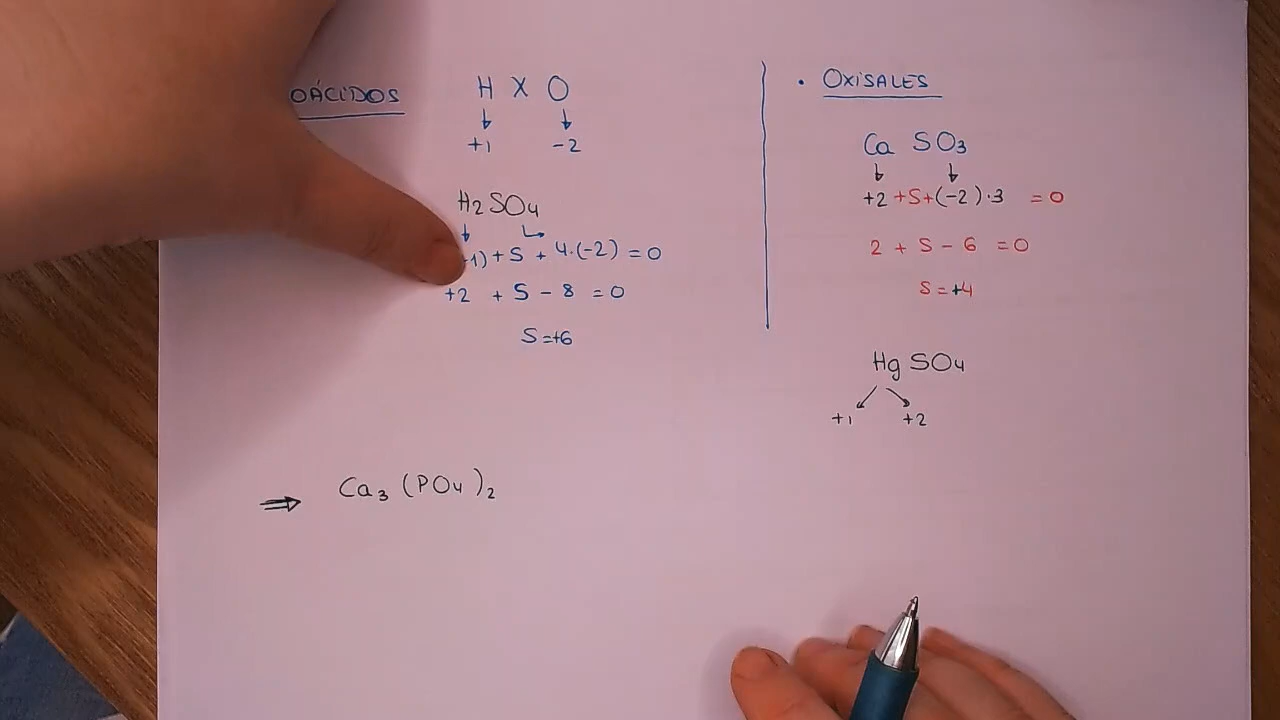 OÁCIDOS
H X O
+1 -2
H₂SO₄
1) + S + 4·(-2) = 0
+2 + S - 8 = 0
S=+6
• OXISALES
Ca SO₃
+2+S+(-2)·3 = 0
2 + S - 6 = 0
S=+4
Hg SO₄
+1 +2
⇒ Ca₃ (PO₄)₂